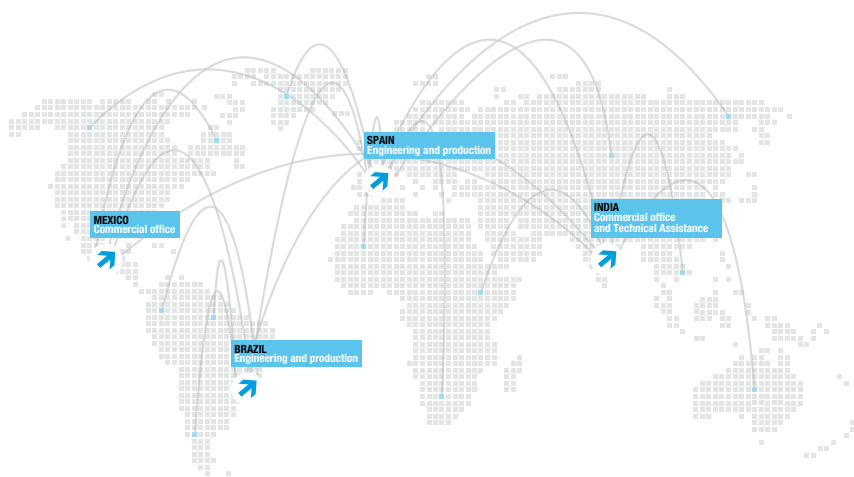 SPAIN
Engineering and production
INDIA
Commercial office
and Technical Assistance
MEXICO
Commercial office
BRAZIL
Engineering and production